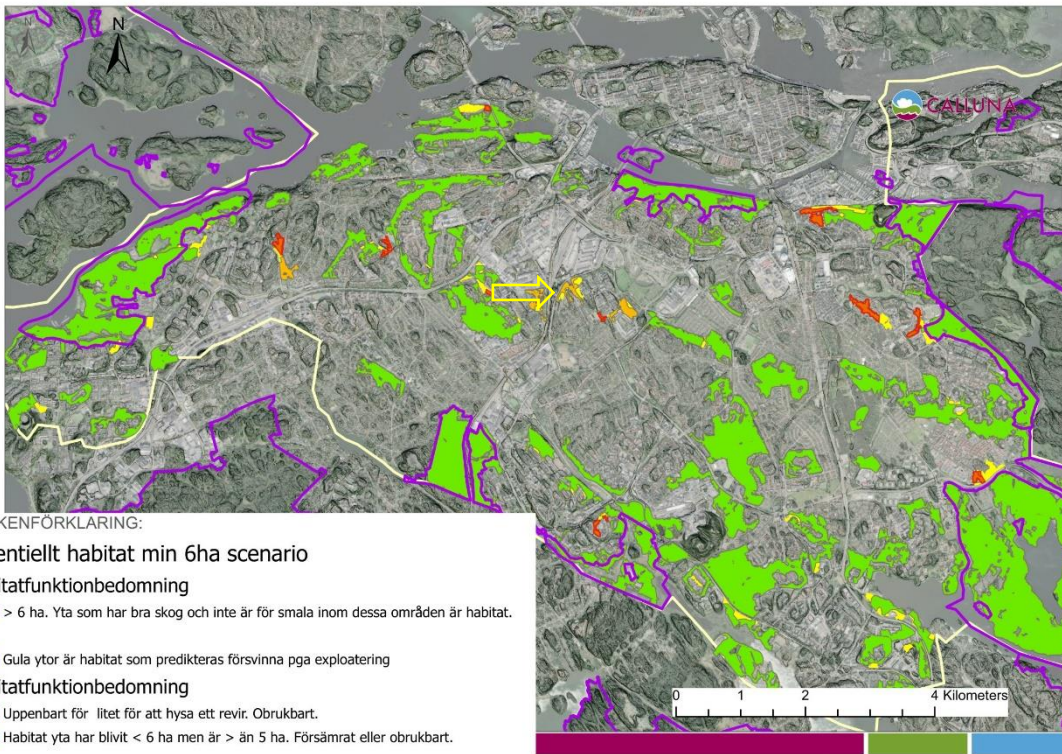 N
N
CALLUNA
KENFÖRKLARING:
entiellt habitat min 6ha scenario
itatfunktionbedomning
> 6 ha. Yta som har bra skog och inte är för smala inom dessa områden är habitat.
Gula ytor är habitat som predikteras försvinna pga exploatering
itatfunktionbedomning
Uppenbart för litet för att hysa ett revir. Obrukbart.
Habitat yta har blivit < 6 ha men är > än 5 ha. Försämrat eller obrukbart.
0 1 2 4 Kilometers